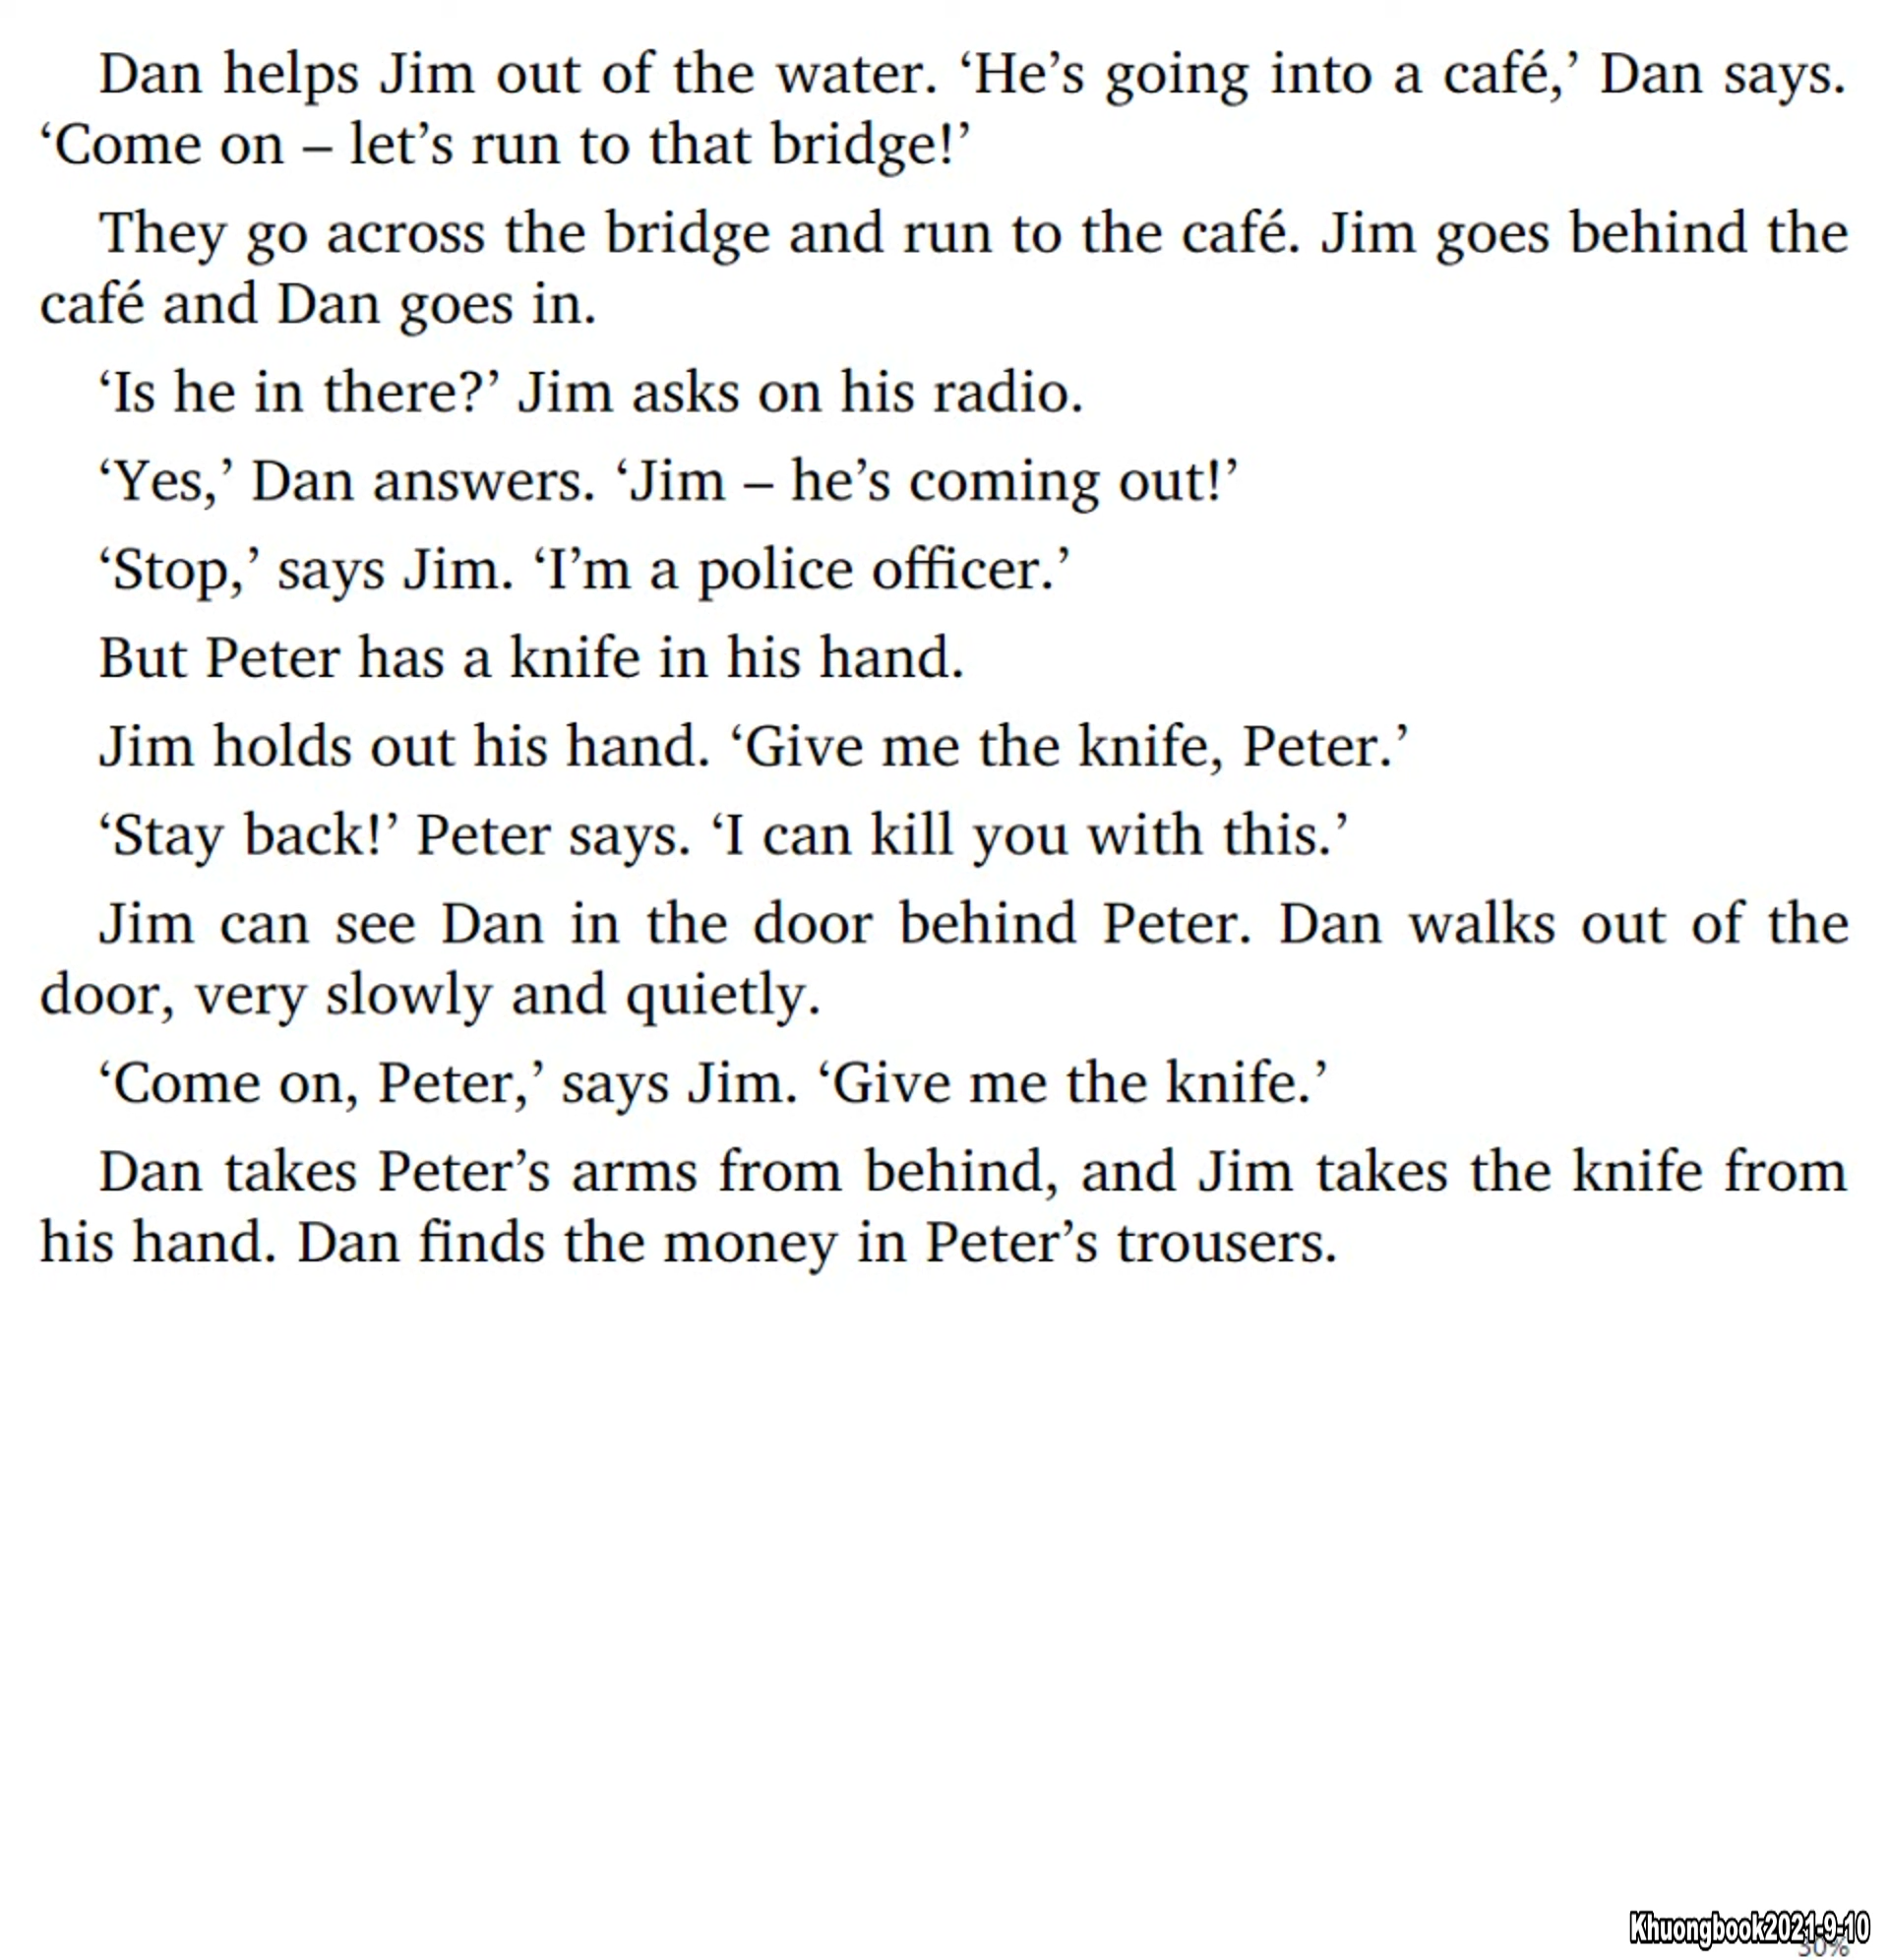 Dan helps Jim out of the water. ‘He’s going into a café,’ Dan says.
‘Come on – let’s run to that bridge!’
They go across the bridge and run to the café. Jim goes behind the
café and Dan goes in.
‘Is he in there?’ Jim asks on his radio.
‘Yes,’ Dan answers. ‘Jim – he’s coming out!’
‘Stop,’ says Jim. ‘I’m a police officer.’
But Peter has a knife in his hand.
Jim holds out his hand. ‘Give me the knife, Peter.’
‘Stay back!’ Peter says. ‘I can kill you with this.’
Jim can see Dan in the door behind Peter. Dan walks out of the
door, very slowly and quietly.
‘Come on, Peter,’ says Jim. ‘Give me the knife.’
Dan takes Peter’s arms from behind, and Jim takes the knife from
his hand. Dan finds the money in Peter’s trousers.
Khuongbook2021-9-10
30%